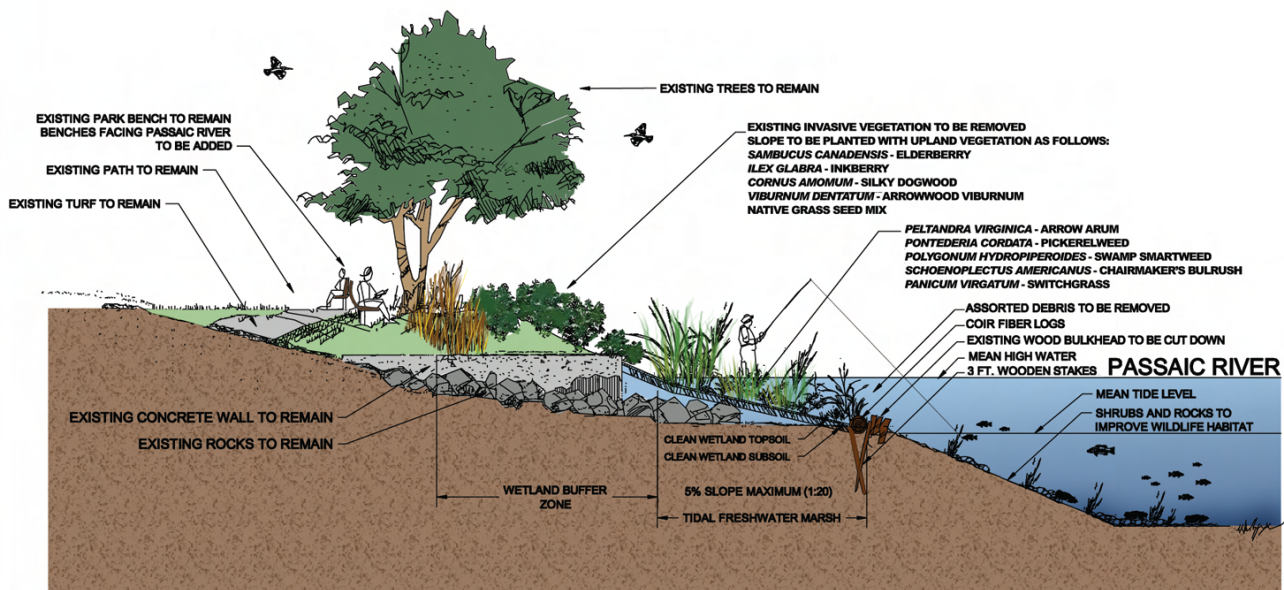 EXISTING TREES TO REMAIN
EXISTING PARK BENCH TO REMAIN
BENCHES FACING PASSAIC RIVER
TO BE ADDED
EXISTING PATH TO REMAIN
EXISTING TURF TO REMAIN
EXISTING INVASIVE VEGETATION TO BE REMOVED
SLOPE TO BE PLANTED WITH UPLAND VEGETATION AS FOLLOWS:
SAMBUCUS CANADENSIS - ELDERBERRY
ILEX GLABRA - INKBERRY
CORNUS AMOMUM - SILKY DOGWOOD
VIBURNUM DENTATUM - ARROWWOOD VIBURNUM
NATIVE GRASS SEED MIX
PELTANDRA VIRGINICA - ARROW ARUM
PONTEDERIA CORDATA - PICKERELWEED
POLYGONUM HYDROPIPEROIDES - SWAMP SMARTWEED
SCHOENOPLECTUS AMERICANUS - CHAIRMAKER'S BULRUSH
PANICUM VIRGATUM - SWITCHGRASS
ASSORTED DEBRIS TO BE REMOVED
COIR FIBER LOGS
EXISTING WOOD BULKHEAD TO BE CUT DOWN
MEAN HIGH WATER
3 FT. WOODEN STAKES
PASSAIC RIVER
MEAN TIDE LEVEL
SHRUBS AND ROCKS TO
IMPROVE WILDLIFE HABITAT
EXISTING CONCRETE WALL TO REMAIN
EXISTING ROCKS TO REMAIN
CLEAN WETLAND TOPSOIL
CLEAN WETLAND SUBSOIL
WETLAND BUFFER
ZONE
5% SLOPE MAXIMUM (1:20)
TIDAL FRESHWATER MARSH